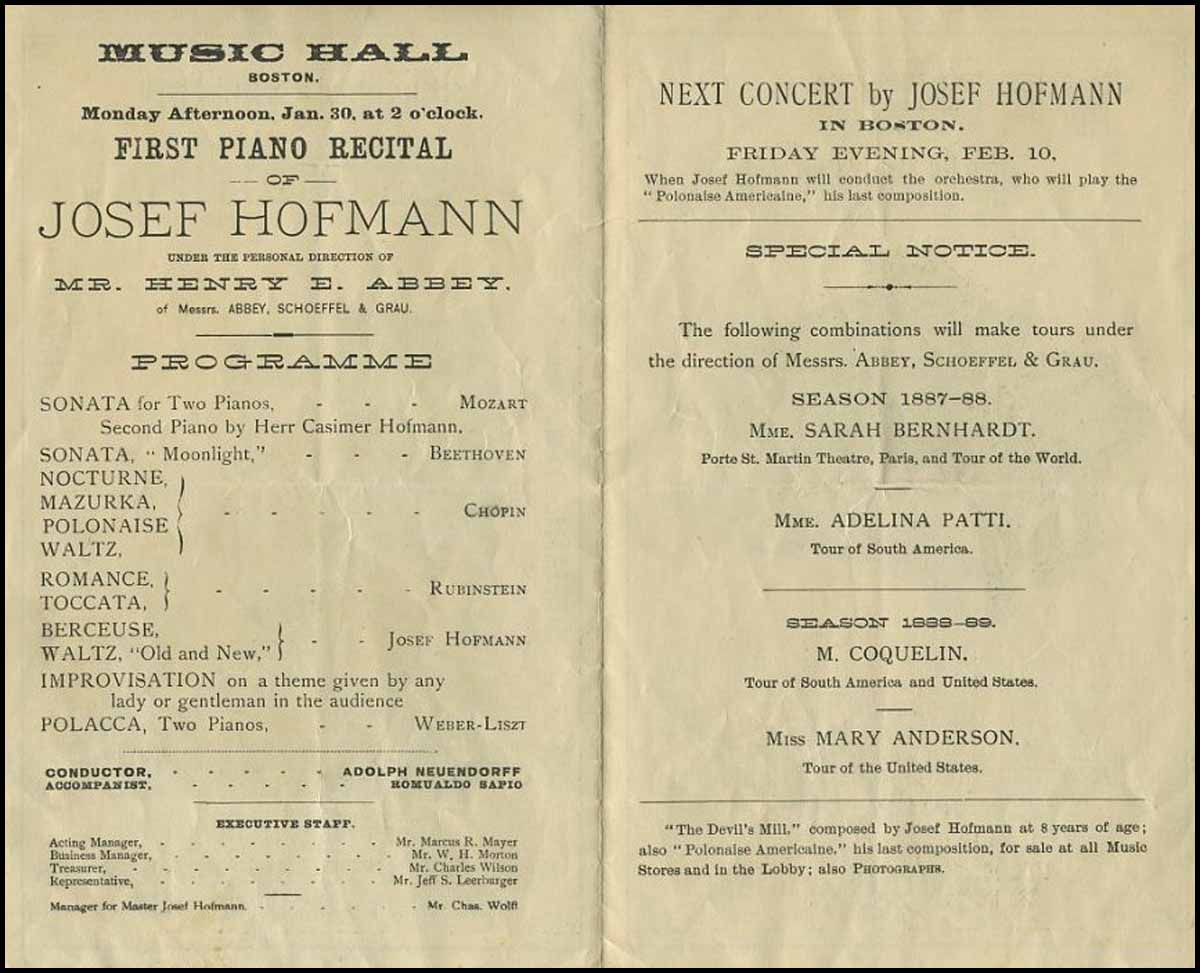 MUSIC HALL
BOSTON.
Monday Afternoon, Jan. 30, at 2 o'clock.
FIRST PIANO RECITAL
OF
JOSEF HOFMANN
UNDER THE PERSONAL DIRECTION OF
MR. HENRY E. ABBEY.
of Messrs. ABBEY, SCHOEFFEL & GRAU.
PROGRAMME
SONATA for Two Pianos, - - - MOZART
Second Piano by Herr Casimer Hofmann.
SONATA, "Moonlight," - - - BEETHOVEN
NOCTURNE,
MAZURKA,
- - - - - CHOPIN
POLONAISE
WALTZ,
ROMANCE,
- - - - - RUBINSTEIN
TOCCATA,
BERCEUSE,
- - JOSEF HOFMANN
WALTZ, "Old and New,"
IMPROVISATION on a theme given by any
lady or gentleman in the audience
POLACCA, Two Pianos, - - WEBER-LISZT
CONDUCTOR, - - - - - ADOLPH NEUENDORFF
ACCOMPANIST, - - - - - ROMUALDO SAPIO
EXECUTIVE STAFF.
Acting Manager, - - - - - - - - Mr. Marcus R. Mayer
Business Manager, - - - - - - - - Mr. W. H. Morton
Treasurer, - - - - - - - - - Mr. Charles Wilson
Representative, - - - - - - - - Mr. Jeff S. Leerburger
Manager for Master Josef Hofmann. - - - - - Mr. Chas. Wolff
NEXT CONCERT by JOSEF HOFMANN
IN BOSTON.
FRIDAY EVENING, FEB. 10,
When Josef Hofmann will conduct the orchestra, who will play the
"Polonaise Americaine," his last composition.
SPECIAL NOTICE.
The following combinations will make tours under
the direction of Messrs. ABBEY, SCHOEFFEL & GRAU.
SEASON 1887-88.
MME. SARAH BERNHARDT.
Porte St. Martin Theatre, Paris, and Tour of the World.
MME. ADELINA PATTI.
Tour of South America.
SEASON 1888-89.
M. COQUELIN.
Tour of South America and United States.
MISS MARY ANDERSON.
Tour of the United States.
"The Devil's Mill," composed by Josef Hofmann at 8 years of age;
also "Polonaise Americaine," his last composition, for sale at all Music
Stores and in the Lobby; also PHOTOGRAPHS.